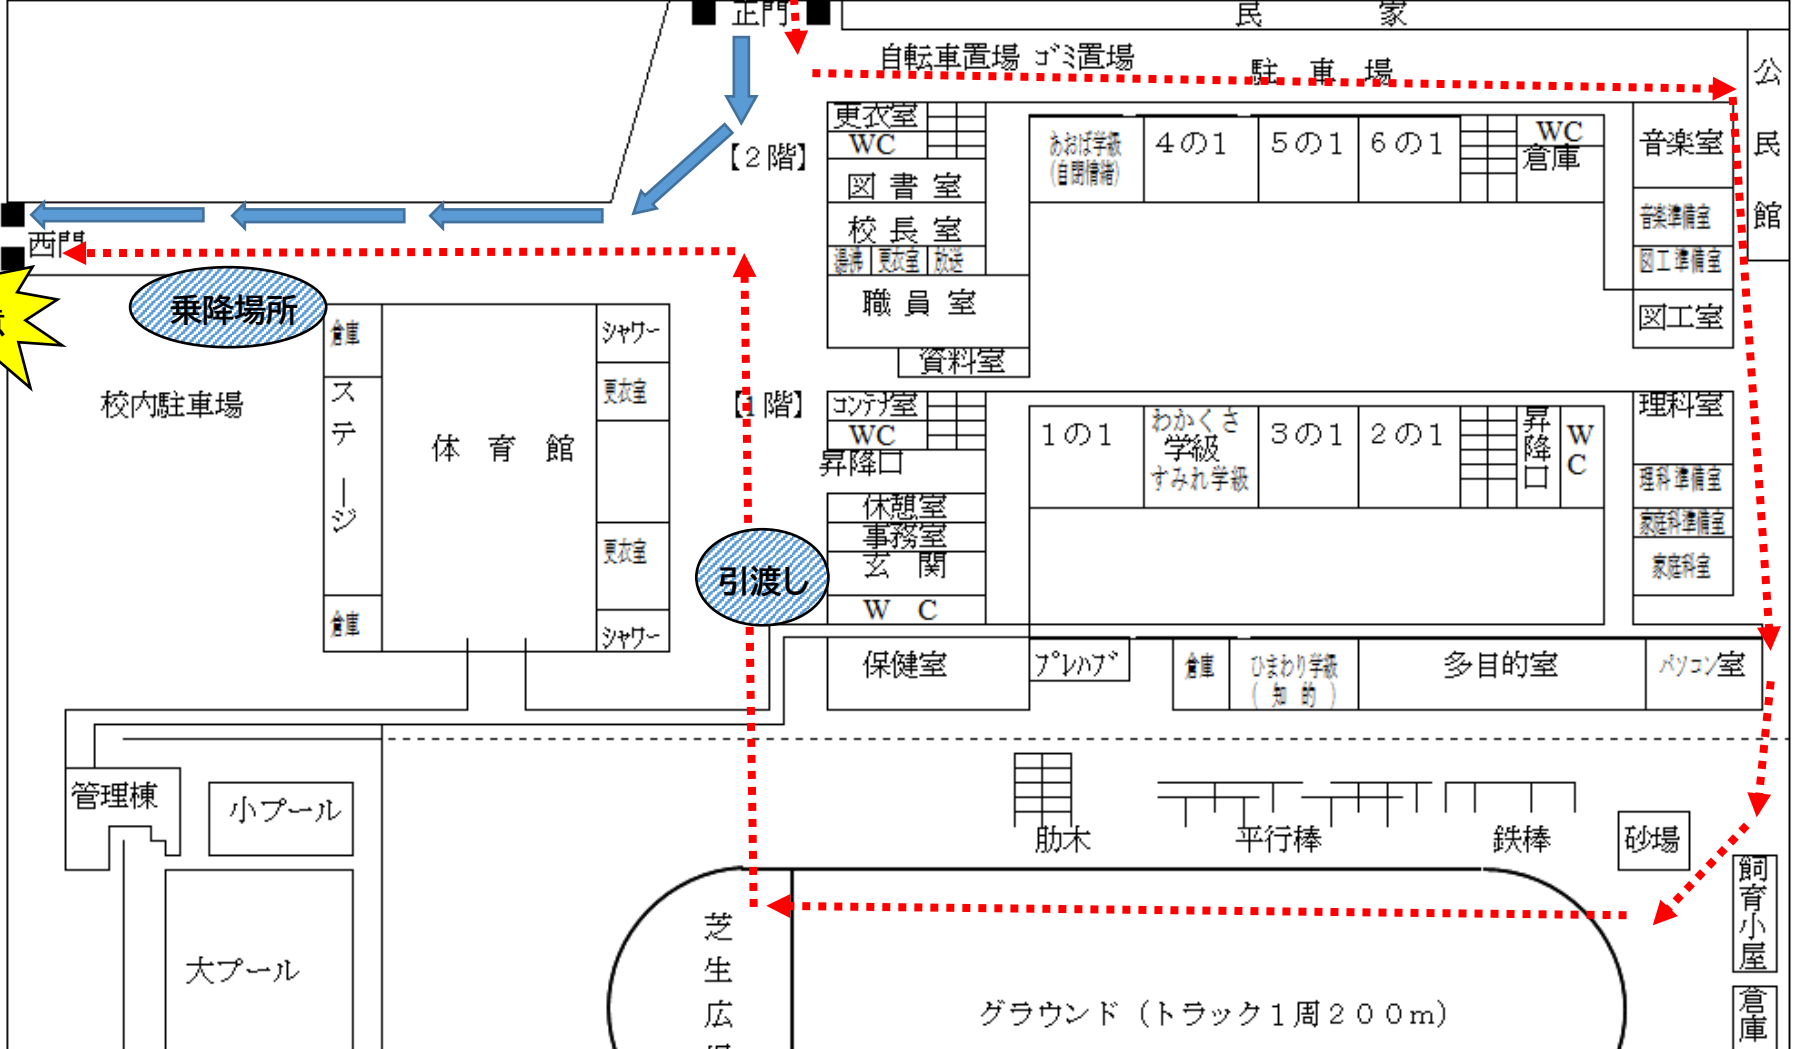 正門
民 家
自転車置場 ゴミ置場
駐 車 場
公民館
【２階】
更衣室
WC
図 書 室
校 長 室
湯沸 更衣室 放送
職 員 室
資料室
あおば学級
(自閉情緒)
４の１
５の１
６の１
WC
倉庫
音楽室
音楽準備室
図工準備室
図工室
西門
乗降場所
校内駐車場
倉庫
ステージ
倉庫
体 育 館
シャワー
更衣室
更衣室
シャワー
【１階】
コンテナ室
WC
昇降口
休憩室
事務室
玄 関
W C
引渡し
１の１
わかくさ
学級
すみれ学級
３の１
２の１
昇降口
WC
理科室
理科準備室
家庭科準備室
家庭科室
保健室
プレハブ
倉庫
ひまわり学級
( 知 的 )
多目的室
パソコン室
管理棟
小プール
大プール
肋木
平行棒
鉄棒
砂場
飼育小屋
倉庫
芝生広
グラウンド（トラック１周２００ｍ）